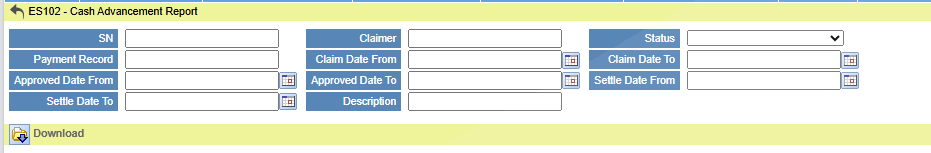 ES102 - Cash Advancement Report
SN Claimer Status
Payment Record Claim Date From Claim Date To
Approved Date From Approved Date To Settle Date From
Settle Date To Description
Download